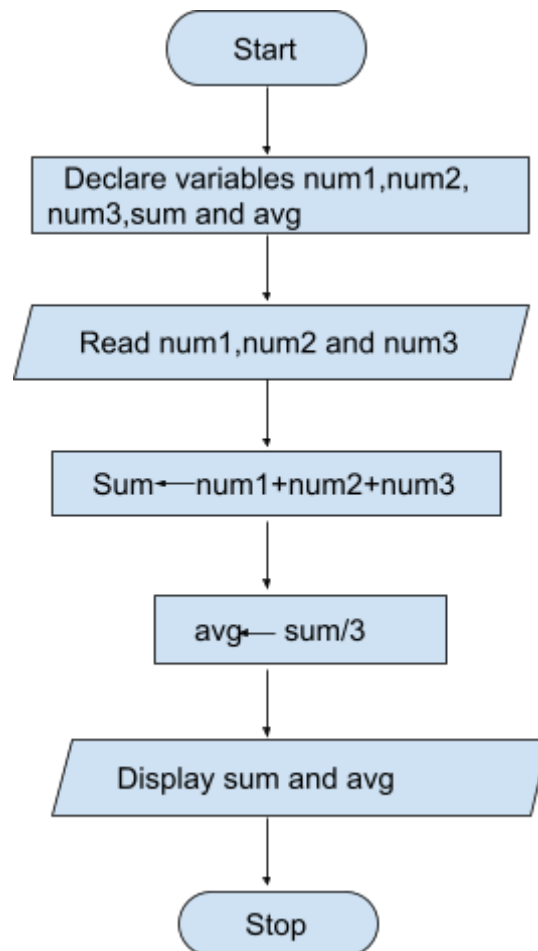 Start
Declare variables num1,num2,
num3,sum and avg
Read num1,num2 and num3
Sum←num1+num2+num3
avg← sum/3
Display sum and avg
Stop